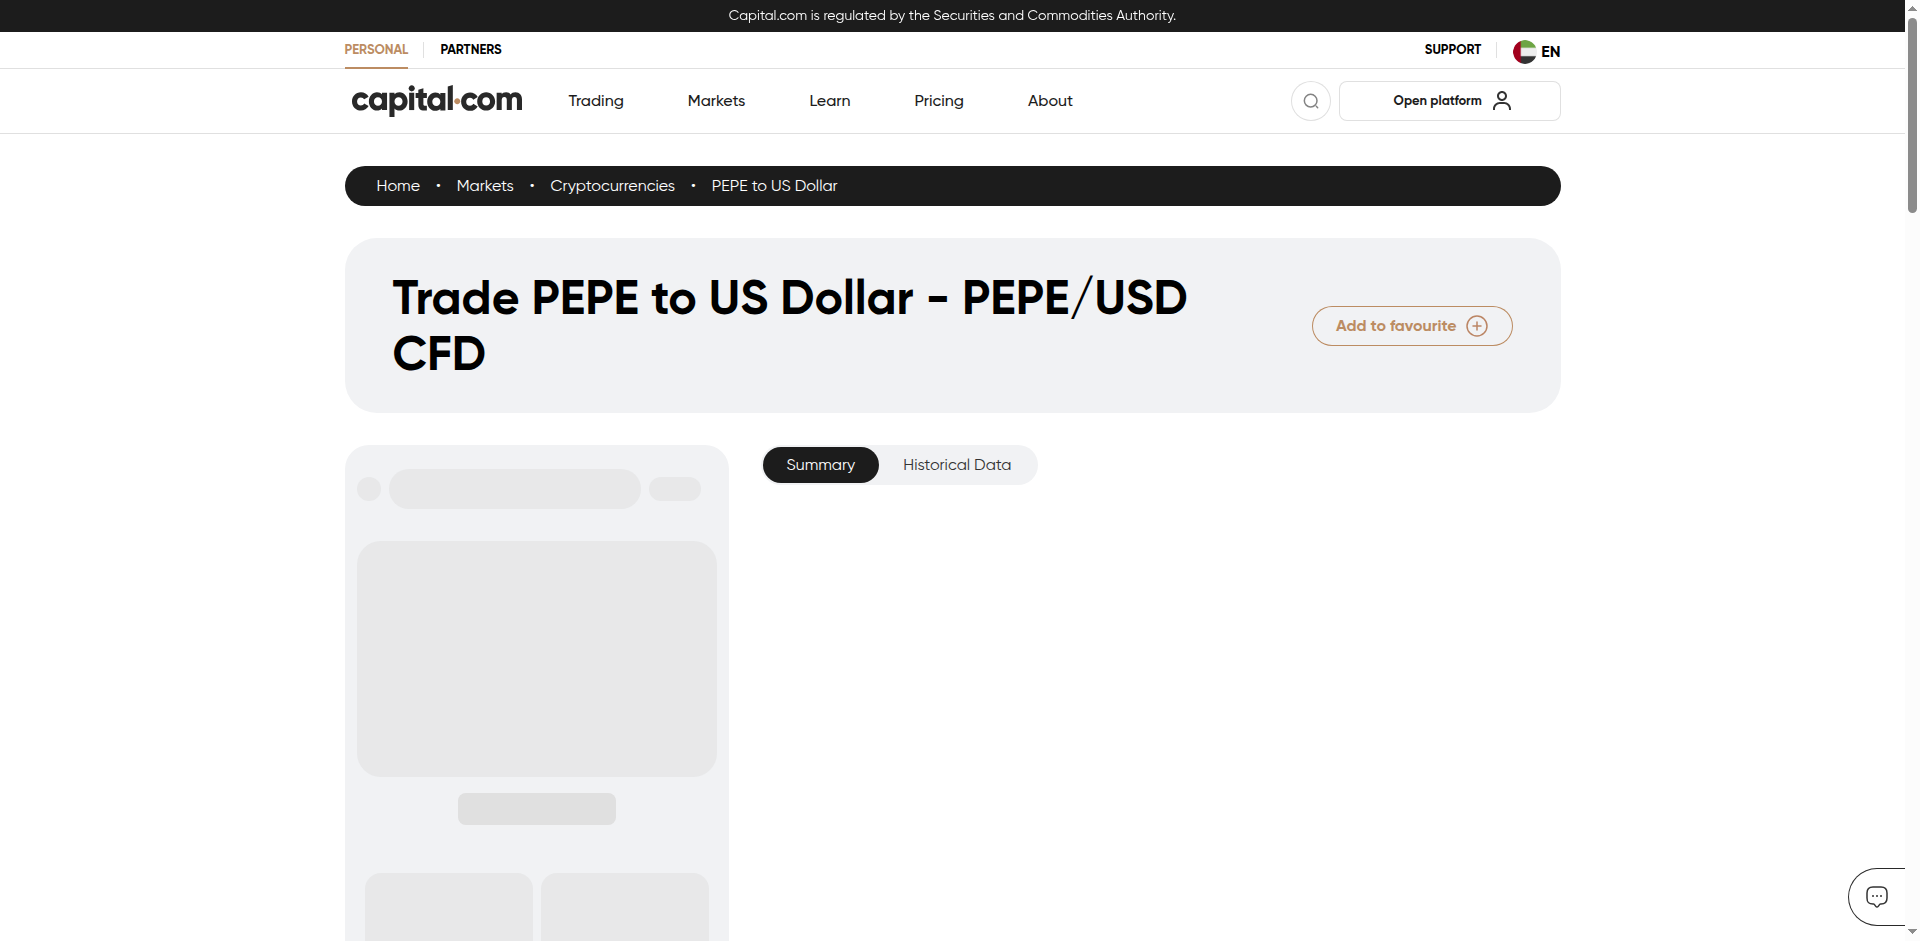 Capital.com is regulated by the Securities and Commodities Authority.
PERSONAL PARTNERS SUPPORT EN
capital.com Trading Markets Learn Pricing About Open platform
Home • Markets • Cryptocurrencies • PEPE to US Dollar
Trade PEPE to US Dollar - PEPE/USD
CFD
Add to favourite
Summary Historical Data